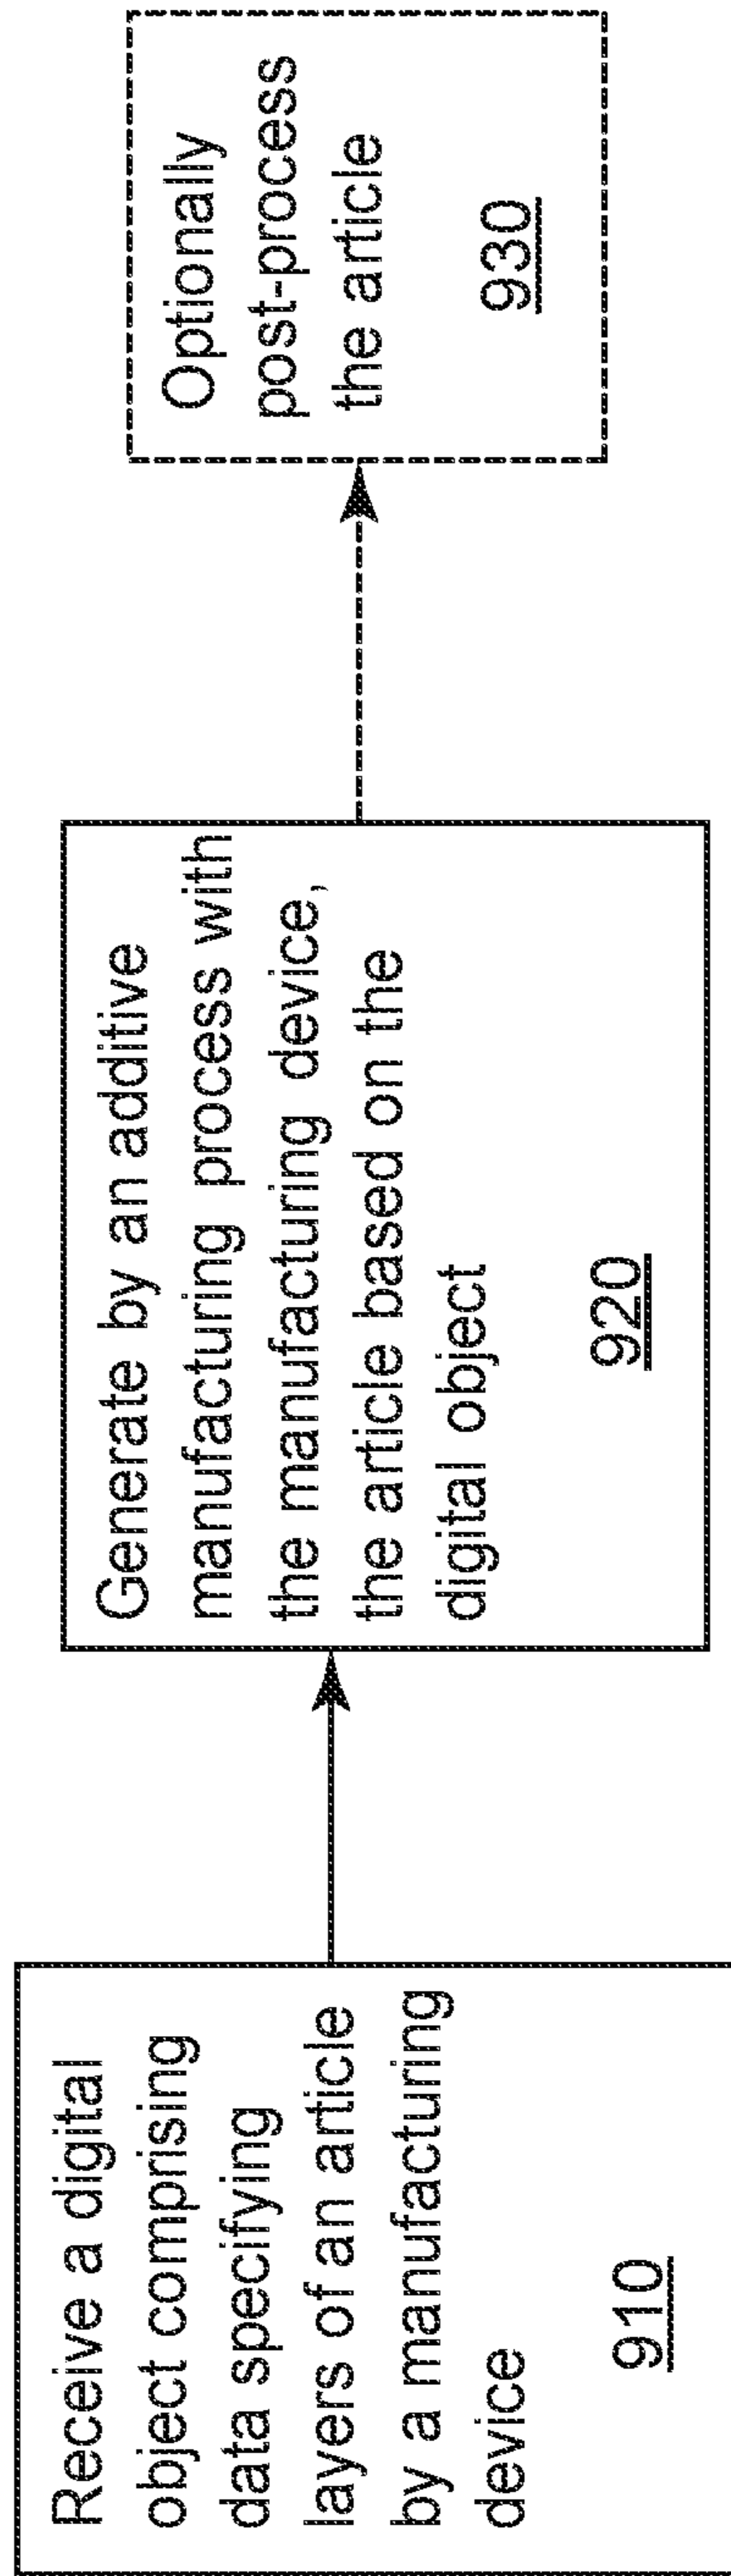 Receive a digital
object comprising
data specifying
layers of an article
by a manufacturing
device
910
Generate by an additive
manufacturing process with
the manufacturing device,
the article based on the
digital object
920
Optionally
post-process
the article
930